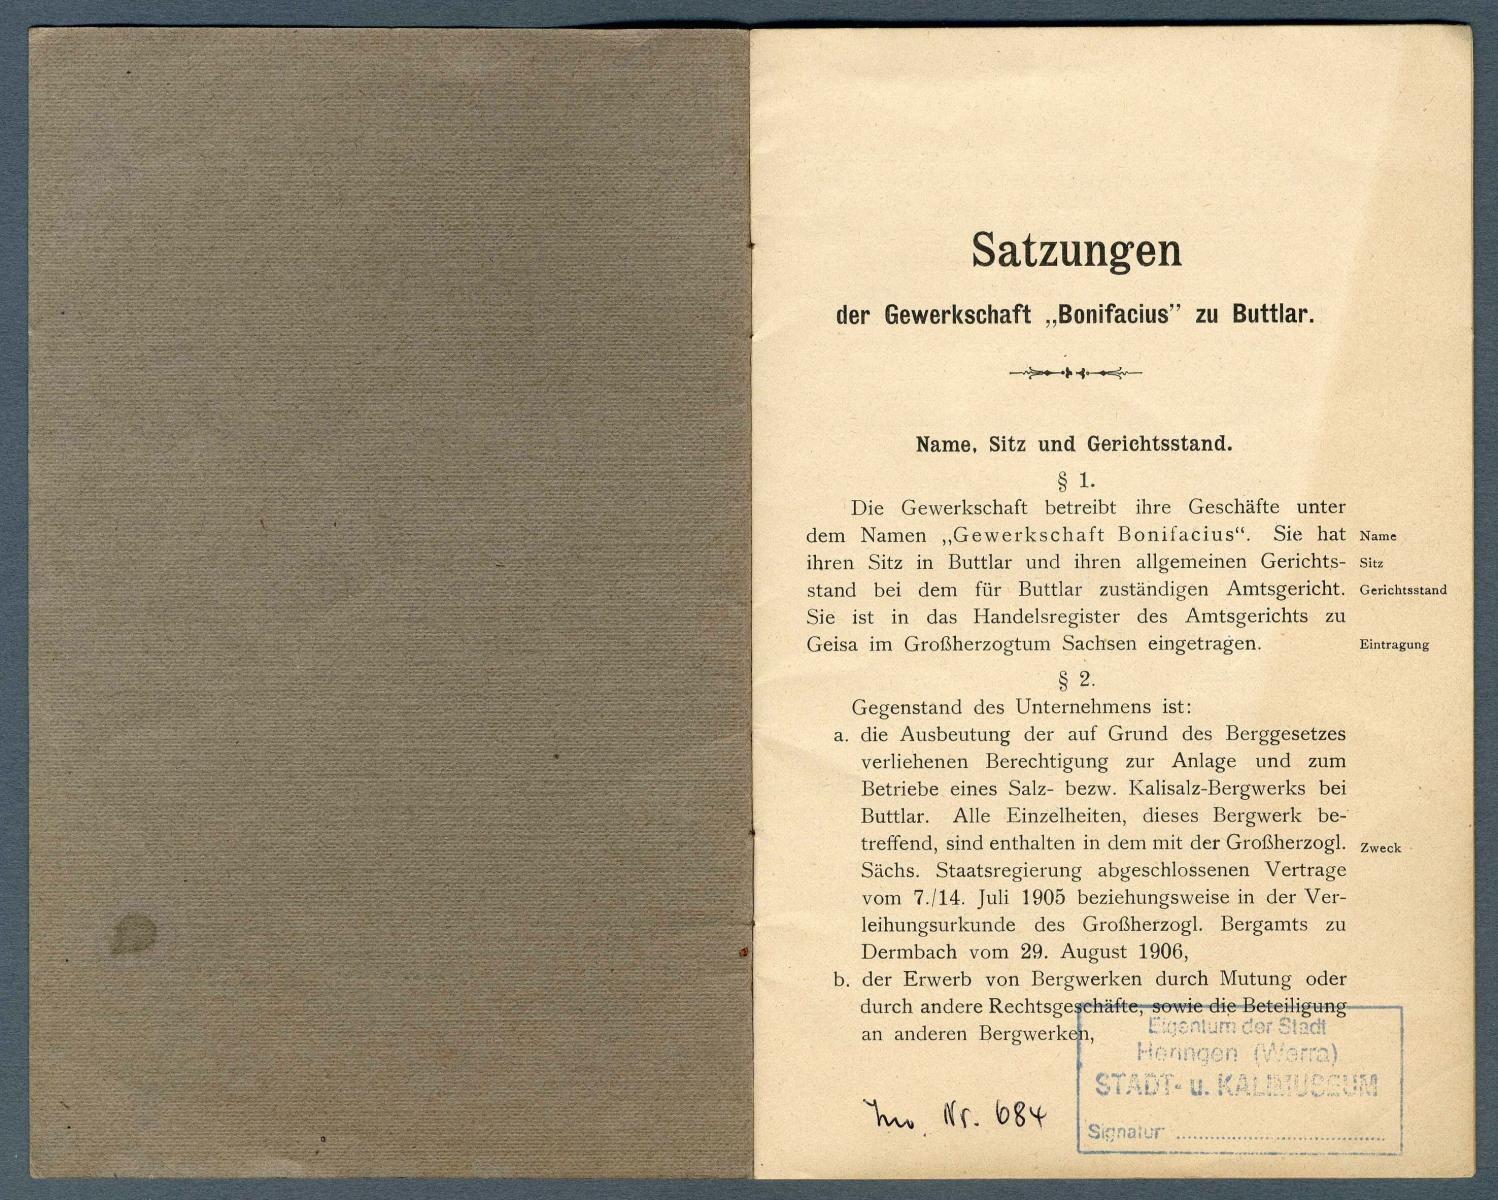 Satzungen
der Gewerkschaft „Bonifacius” zu Buttlar.
Name, Sitz und Gerichtsstand.
§ 1.
Die Gewerkschaft betreibt ihre Geschäfte unter
dem Namen „Gewerkschaft Bonifacius“. Sie hat Name
ihren Sitz in Buttlar und ihren allgemeinen Gerichts- Sitz
stand bei dem für Buttlar zuständigen Amtsgericht. Gerichtsstand
Sie ist in das Handelsregister des Amtsgerichts zu
Geisa im Großherzogtum Sachsen eingetragen. Eintragung
§ 2.
Gegenstand des Unternehmens ist:
a. die Ausbeutung der auf Grund des Berggesetzes
verliehenen Berechtigung zur Anlage und zum
Betriebe eines Salz- bezw. Kalisalz-Bergwerks bei
Buttlar. Alle Einzelheiten, dieses Bergwerk be-
treffend, sind enthalten in dem mit der Großherzogl. Zweck
Sächs. Staatsregierung abgeschlossenen Vertrage
vom 7./14. Juli 1905 beziehungsweise in der Ver-
leihungsurkunde des Großherzogl. Bergamts zu
Dermbach vom 29. August 1906,
b. der Erwerb von Bergwerken durch Mutung oder
durch andere Rechtsgeschäfte, sowie die Beteiligung
an anderen Bergwerken,
Eigentum der Stadt
Heringen (Werra)
STADT- u. KALIMUSEUM
Signatur
Inv. Nr. 684